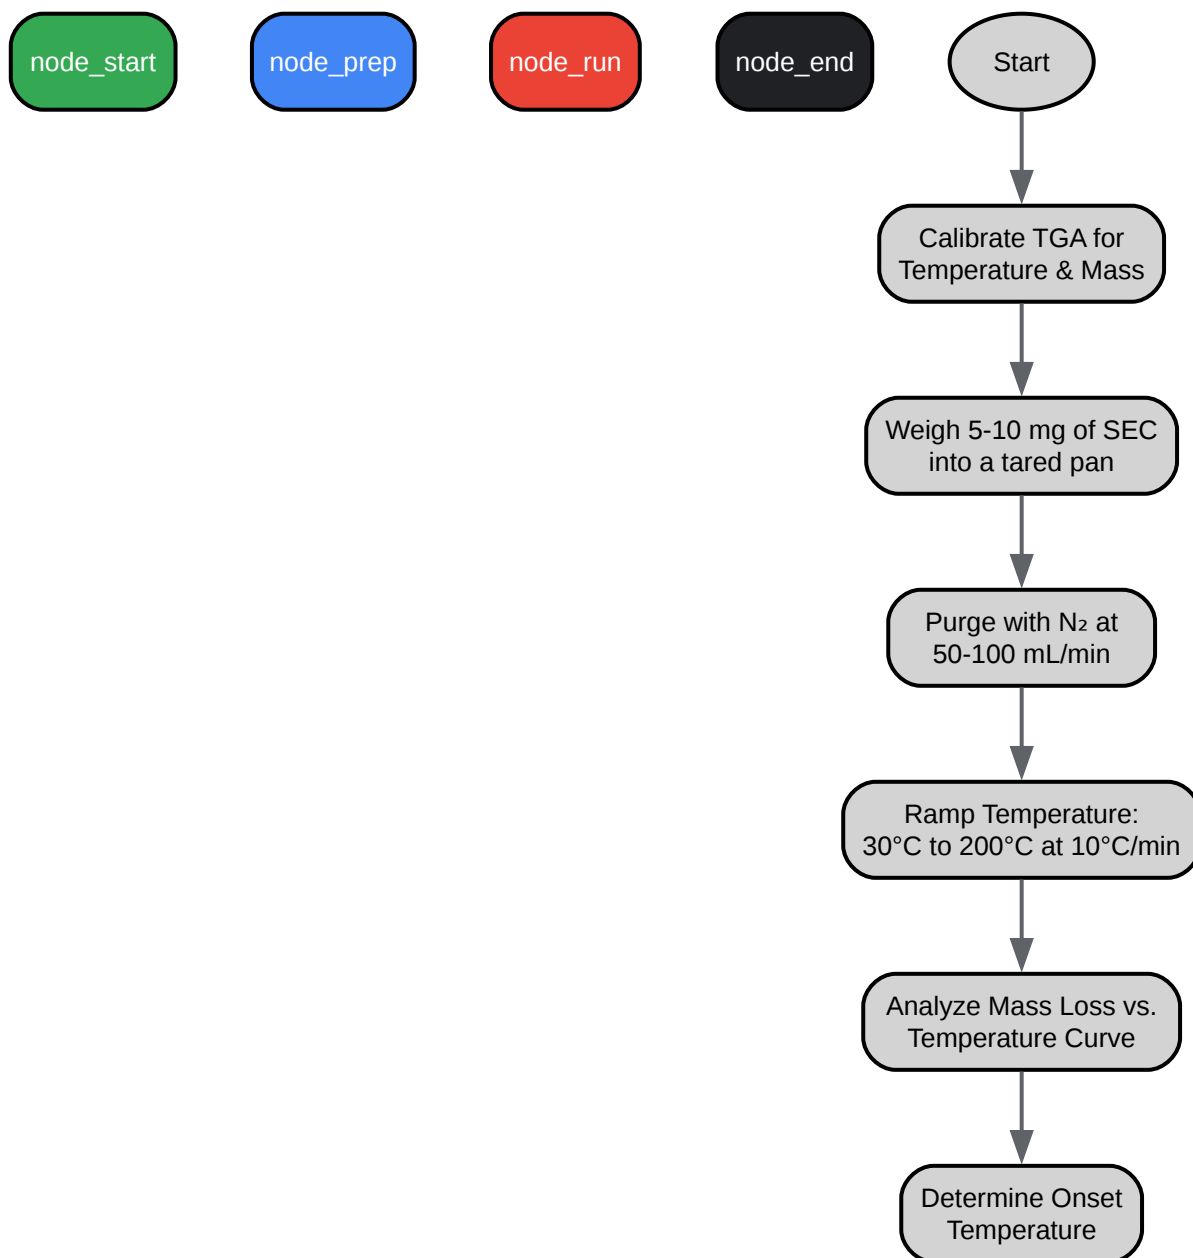 node_start
node_prep
node_run
node_end
Start
Calibrate TGA for
Temperature & Mass
Weigh 5-10 mg of SEC
into a tared pan
Purge with N₂ at
50-100 mL/min
Ramp Temperature:
30°C to 200°C at 10°C/min
Analyze Mass Loss vs.
Temperature Curve
Determine Onset
Temperature